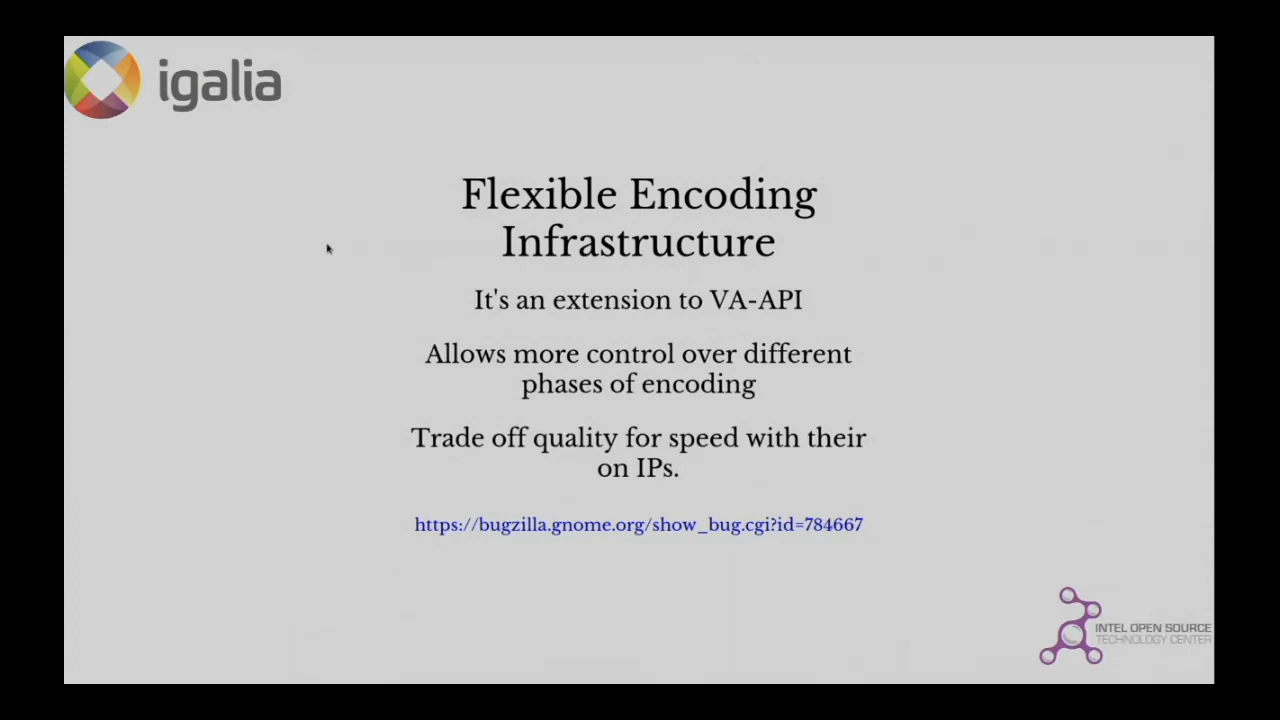 igalia
Flexible Encoding
Infrastructure
It's an extension to VA-API
Allows more control over different
phases of encoding
Trade off quality for speed with their
on IPs.
https://bugzilla.gnome.org/show_bug.cgi?id=784667
INTEL OPEN SOURCE
TECHNOLOGY CENTER